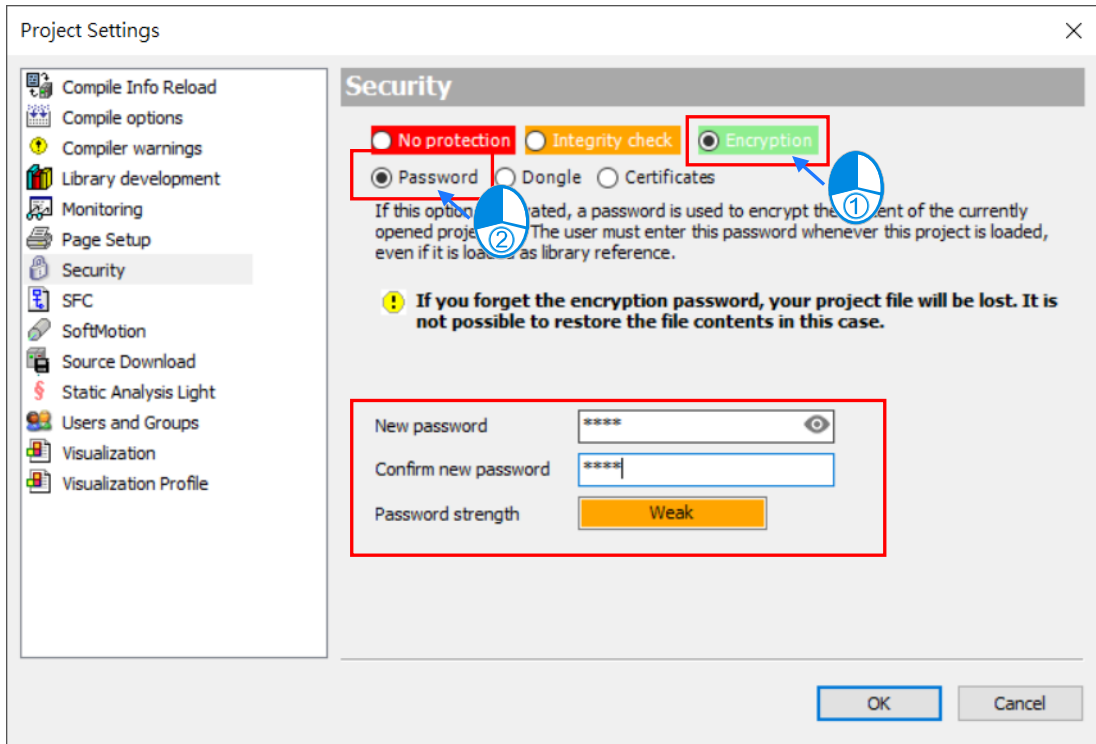 Project Settings
Compile Info Reload
Compile options
Compiler warnings
Library development
Monitoring
Page Setup
Security
SFC
SoftMotion
Source Download
Static Analysis Light
Users and Groups
Visualization
Visualization Profile
Security
No protection Integrity check Encryption
①
Password Dongle Certificates
②
If this option vated, a password is used to encrypt the ent of the currently
opened proje The user must enter this password whenever this project is loaded,
even if it is loa as library reference.
If you forget the encryption password, your project file will be lost. It is
not possible to restore the file contents in this case.
New password ****
Confirm new password ****
Password strength Weak
OK Cancel